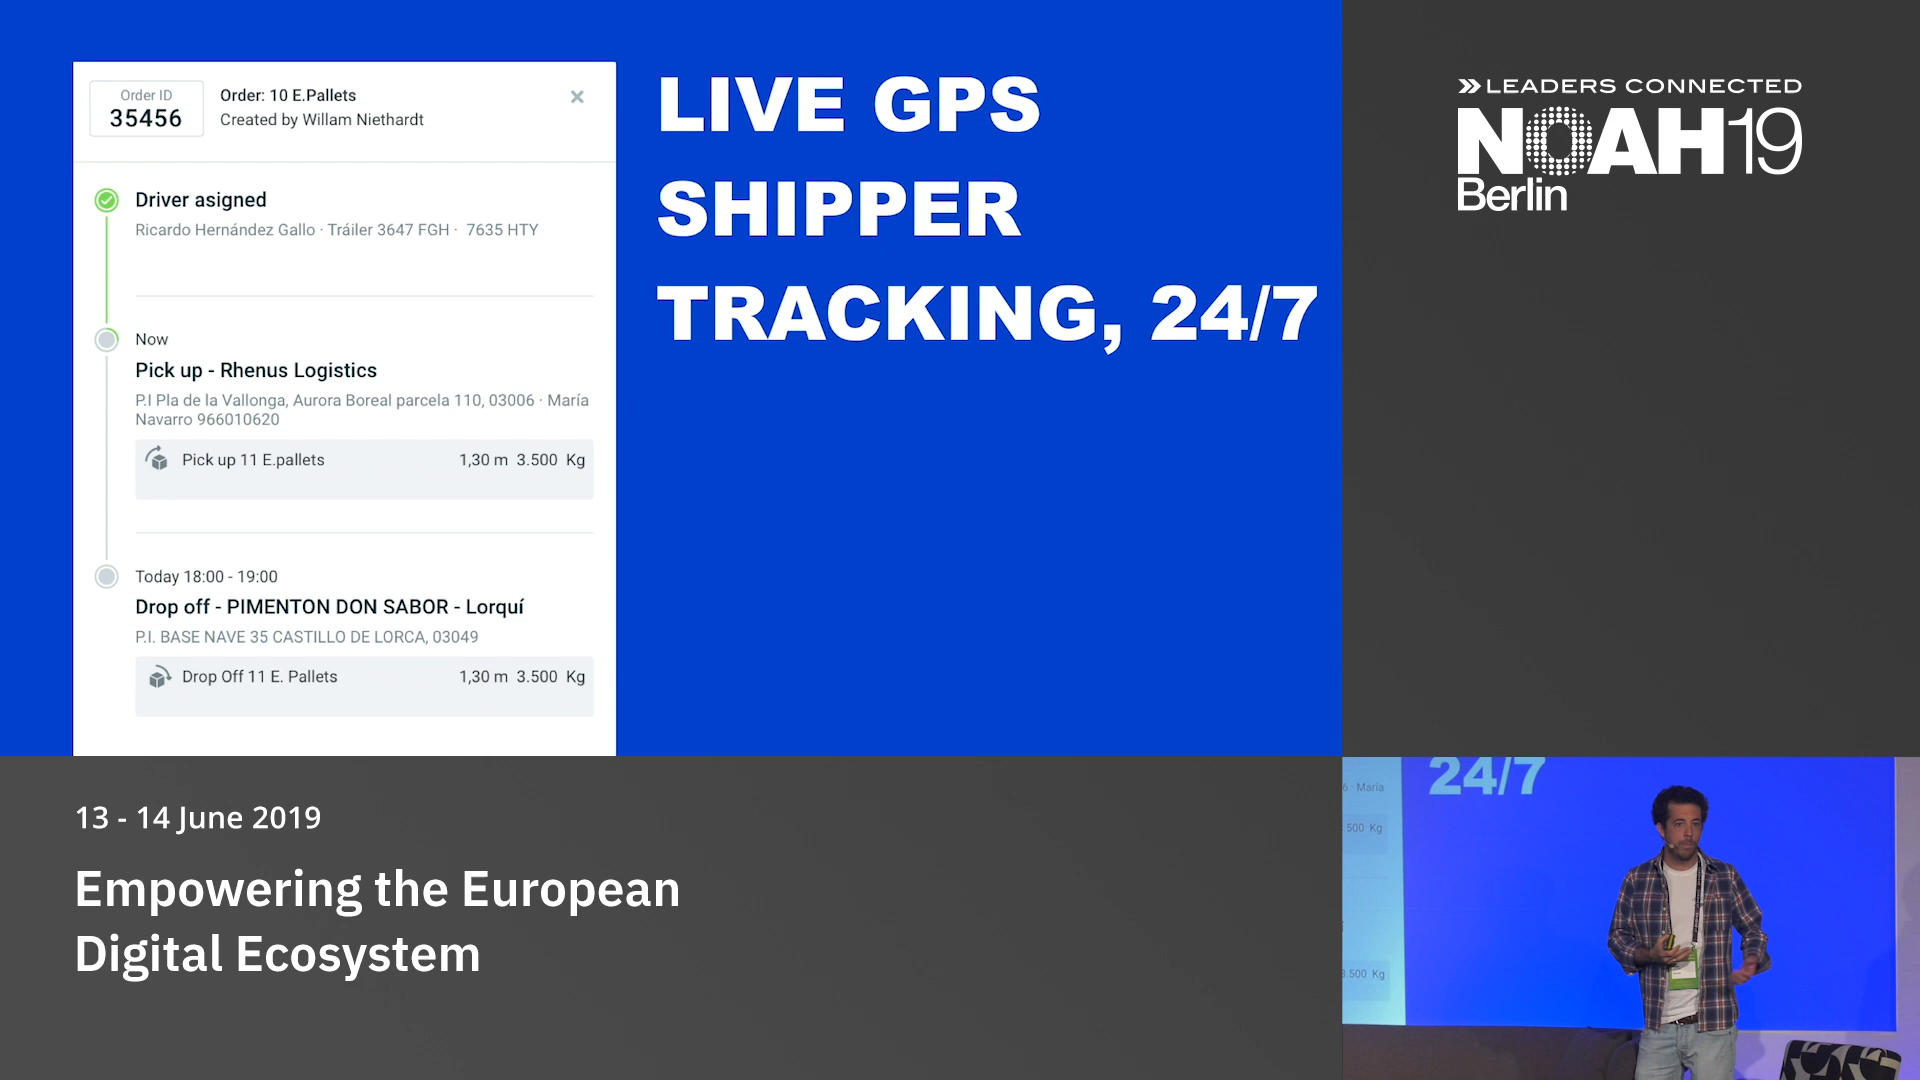 Order ID
35456
Order: 10 E.Pallets
Created by Willam Niethardt
Driver asigned
Ricardo Hernández Gallo · Tráiler 3647 FGH · 7635 HTY
Now
Pick up - Rhenus Logistics
P.I Pla de la Vallonga, Aurora Boreal parcela 110, 03006 · María
Navarro 966010620
Pick up 11 E.pallets 1,30 m 3.500 Kg
Today 18:00 - 19:00
Drop off - PIMENTON DON SABOR - Lorquí
P.I. BASE NAVE 35 CASTILLO DE LORCA, 03049
Drop Off 11 E. Pallets 1,30 m 3.500 Kg
LIVE GPS
SHIPPER
TRACKING, 24/7
LEADERS CONNECTED
NOAH19
Berlin
13 - 14 June 2019
Empowering the European
Digital Ecosystem
24/7
6 · María
500 Kg
3.500 Kg